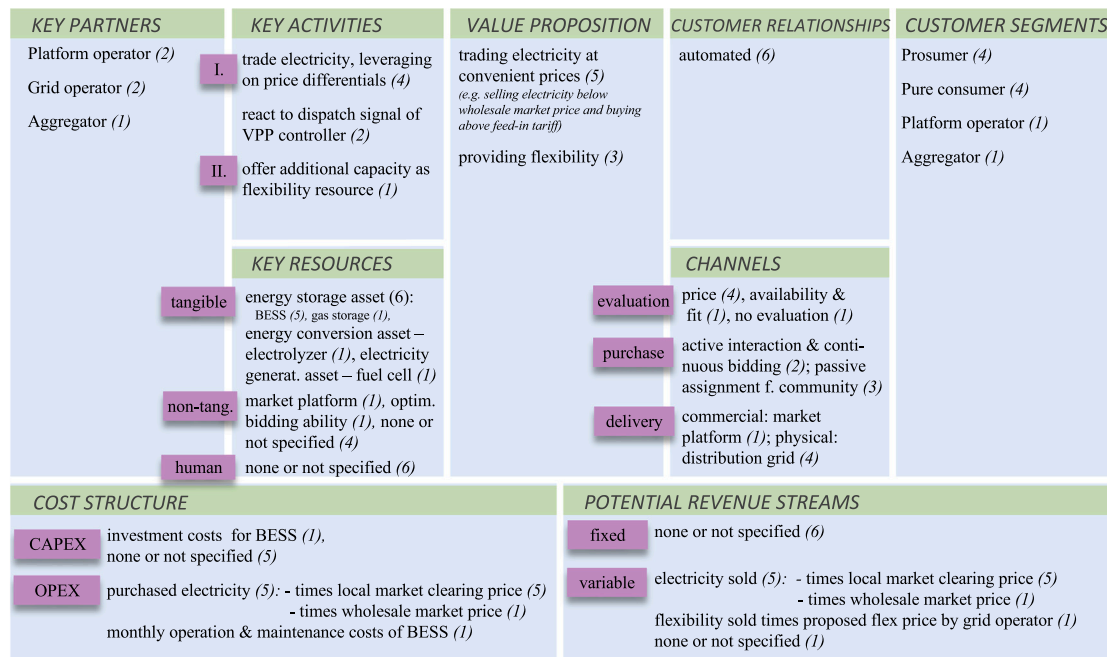 KEY PARTNERS
Platform operator (2)
Grid operator (2)
Aggregator (1)
KEY ACTIVITIES
I.
trade electricity, leveraging
on price differentials (4)
react to dispatch signal of
VPP controller (2)
II.
offer additional capacity as
flexibility resource (1)
KEY RESOURCES
tangible
energy storage asset (6):
BESS (5), gas storage (1),
energy conversion asset –
electrolyzer (1), electricity
generat. asset – fuel cell (1)
non-tang.
market platform (1), optim.
bidding ability (1), none or
not specified (4)
human
none or not specified (6)
VALUE PROPOSITION
trading electricity at
convenient prices (5)
(e.g. selling electricity below
wholesale market price and buying
above feed-in tariff)
providing flexibility (3)
CUSTOMER RELATIONSHIPS
automated (6)
CHANNELS
evaluation
price (4), availability &
fit (1), no evaluation (1)
purchase
active interaction & conti-
nuous bidding (2); passive
assignment f. community (3)
delivery
commercial: market
platform (1); physical:
distribution grid (4)
CUSTOMER SEGMENTS
Prosumer (4)
Pure consumer (4)
Platform operator (1)
Aggregator (1)
COST STRUCTURE
CAPEX
investment costs for BESS (1),
none or not specified (5)
OPEX
purchased electricity (5): - times local market clearing price (5)
- times wholesale market price (1)
monthly operation & maintenance costs of BESS (1)
POTENTIAL REVENUE STREAMS
fixed
none or not specified (6)
variable
electricity sold (5): - times local market clearing price (5)
- times wholesale market price (1)
flexibility sold times proposed flex price by grid operator (1)
none or not specified (1)